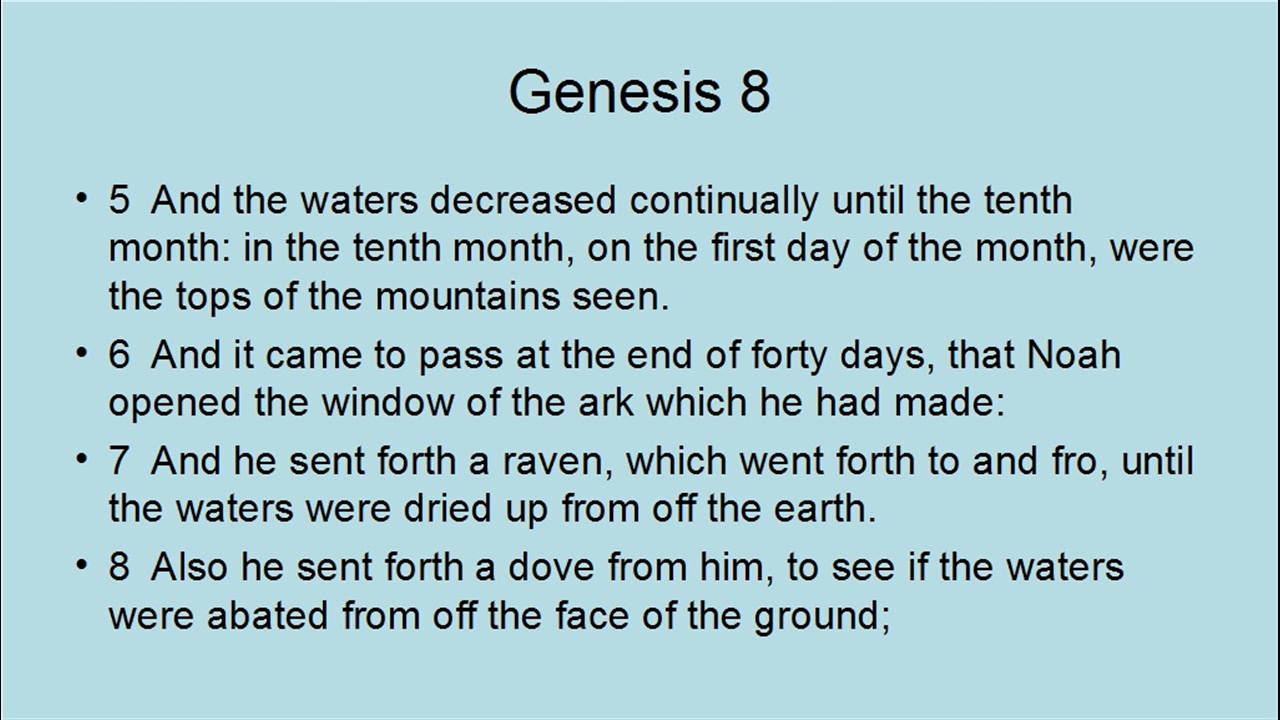 Genesis 8
• 5  And the waters decreased continually until the tenth
month: in the tenth month, on the first day of the month, were
the tops of the mountains seen.
• 6  And it came to pass at the end of forty days, that Noah
opened the window of the ark which he had made:
• 7  And he sent forth a raven, which went forth to and fro, until
the waters were dried up from off the earth.
• 8  Also he sent forth a dove from him, to see if the waters
were abated from off the face of the ground;